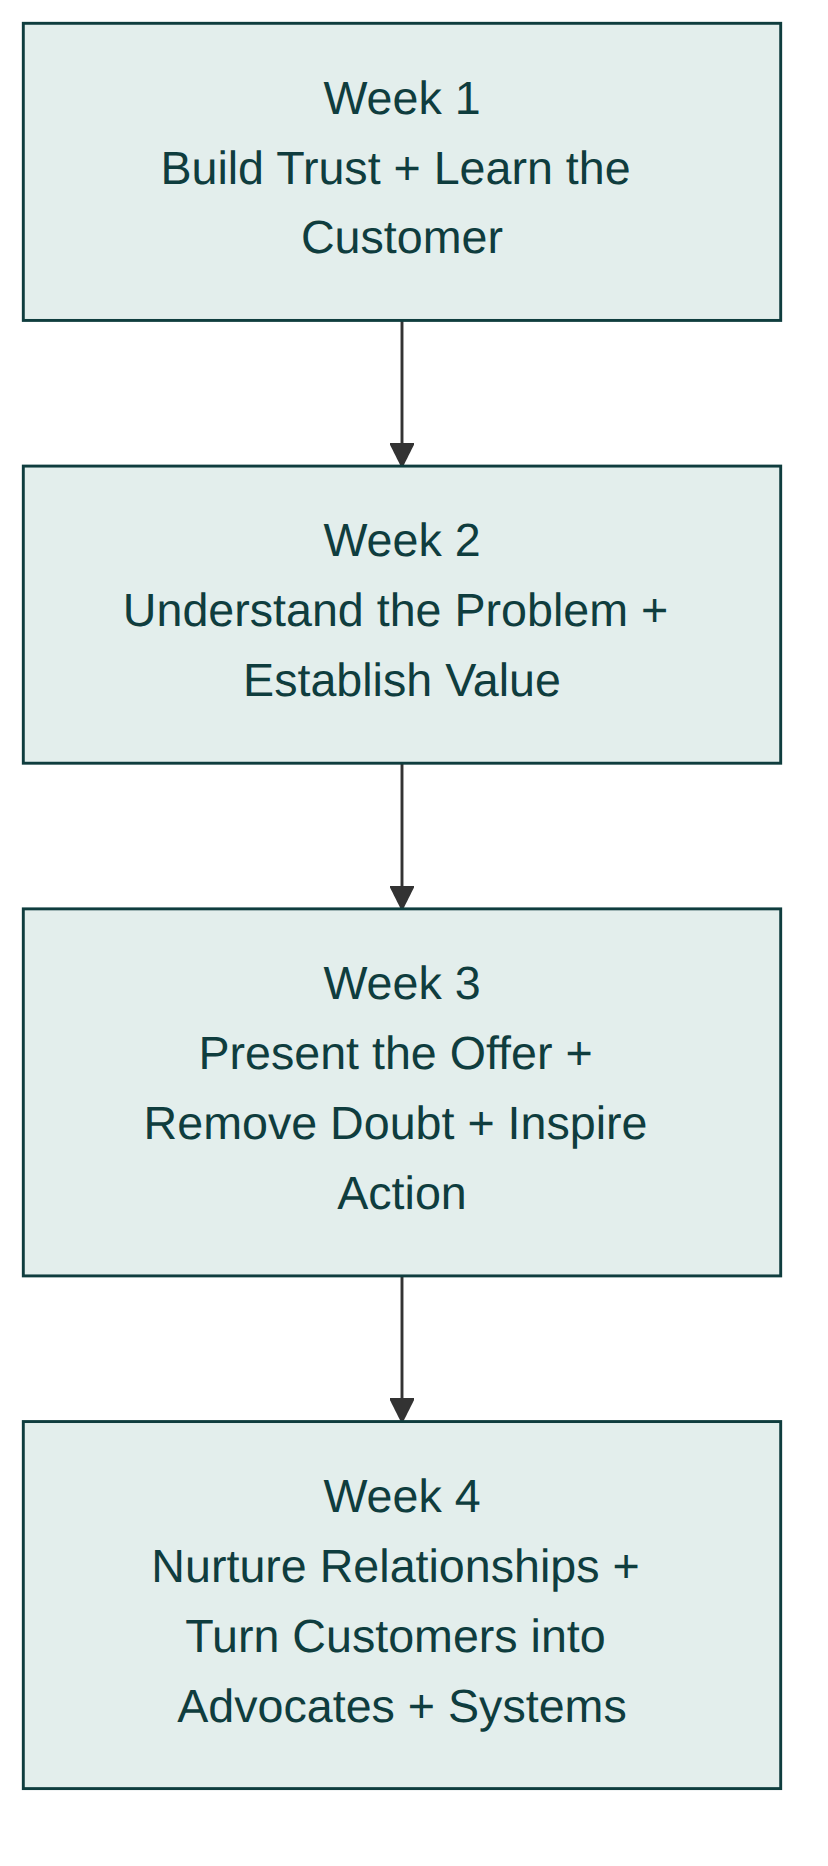 Week 1
Build Trust + Learn the
Customer
Week 2
Understand the Problem +
Establish Value
Week 3
Present the Offer +
Remove Doubt + Inspire
Action
Week 4
Nurture Relationships +
Turn Customers into
Advocates + Systems